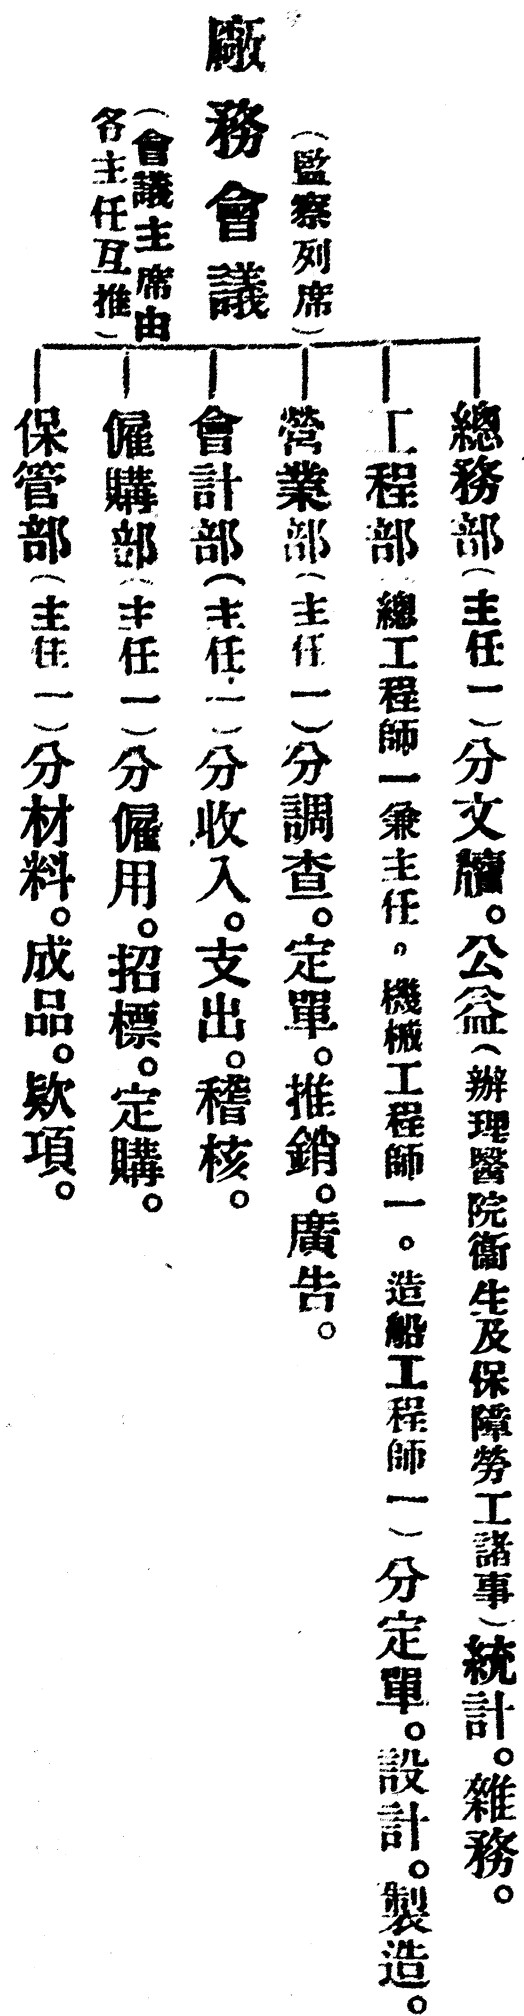 （監察列席）
廠務會議
（會議主席由
各主任互推）
總務部（主任一）分文牘。公益（辦理醫院衞生及保障勞工諸事）統計。雜務。
工程部（總工程師一兼主任。機械工程師一。造船工程師一）分定單。設計。製造。
營業部（主任一）分調查。定單。推銷。廣告。
會計部（主任一）分收入。支出。稽核。
僱購部（主任一）分僱用。招標。定購。
保管部（主任一）分材料。成品。欵項。